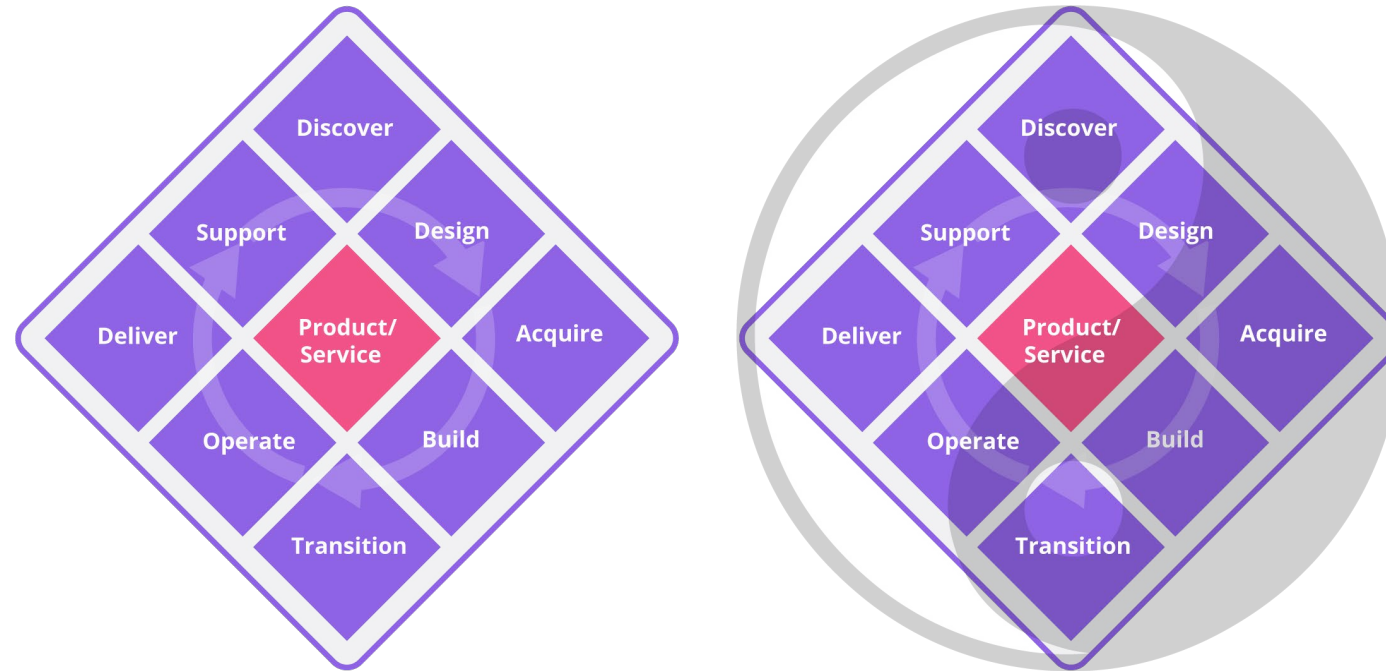 Discover
Support
Design
Deliver
Product/
Service
Acquire
Operate
Build
Transition
Discover
Support
Design
Deliver
Product/
Service
Acquire
Operate
Build
Transition